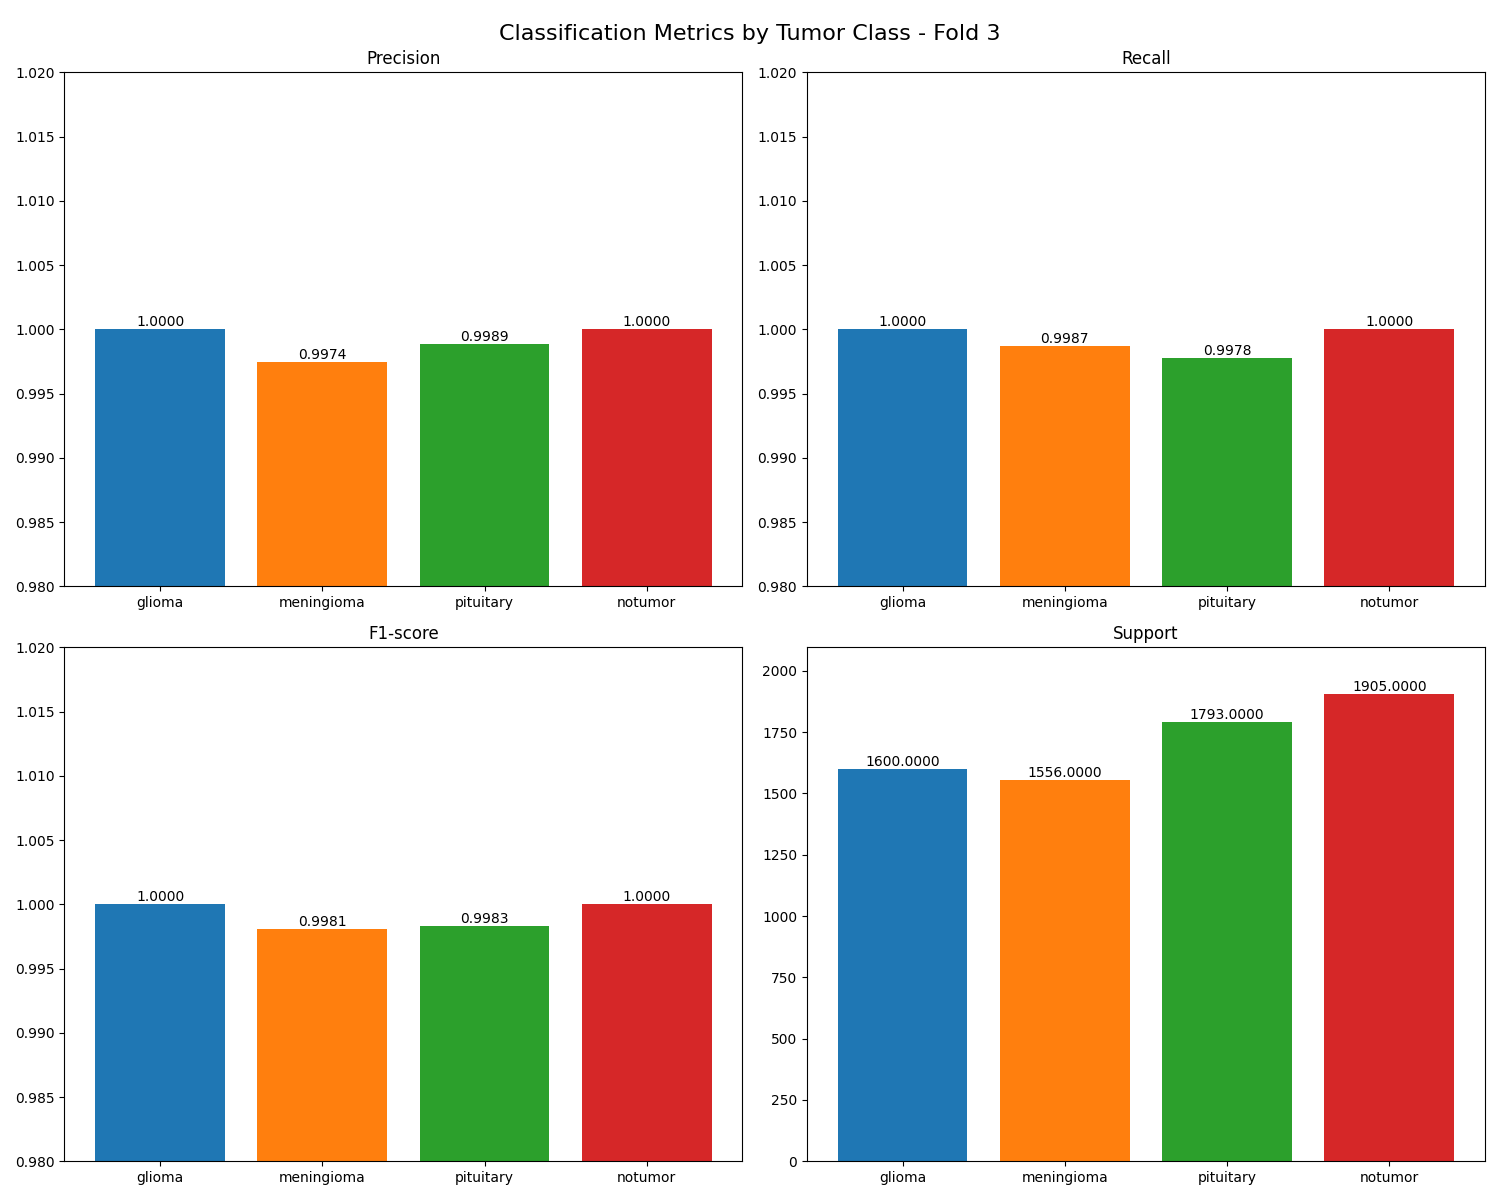 Classification Metrics by Tumor Class - Fold 3
Precision
1.020
1.015
1.010
1.005
1.000
0.995
0.990
0.985
0.980
1.0000
0.9974
0.9989
1.0000
glioma
meningioma
pituitary
notumor
Recall
1.020
1.015
1.010
1.005
1.000
0.995
0.990
0.985
0.980
1.0000
0.9987
0.9978
1.0000
glioma
meningioma
pituitary
notumor
F1-score
1.020
1.015
1.010
1.005
1.000
0.995
0.990
0.985
0.980
1.0000
0.9981
0.9983
1.0000
glioma
meningioma
pituitary
notumor
Support
2000
1750
1500
1250
1000
750
500
250
0
1600.0000
1556.0000
1793.0000
1905.0000
glioma
meningioma
pituitary
notumor